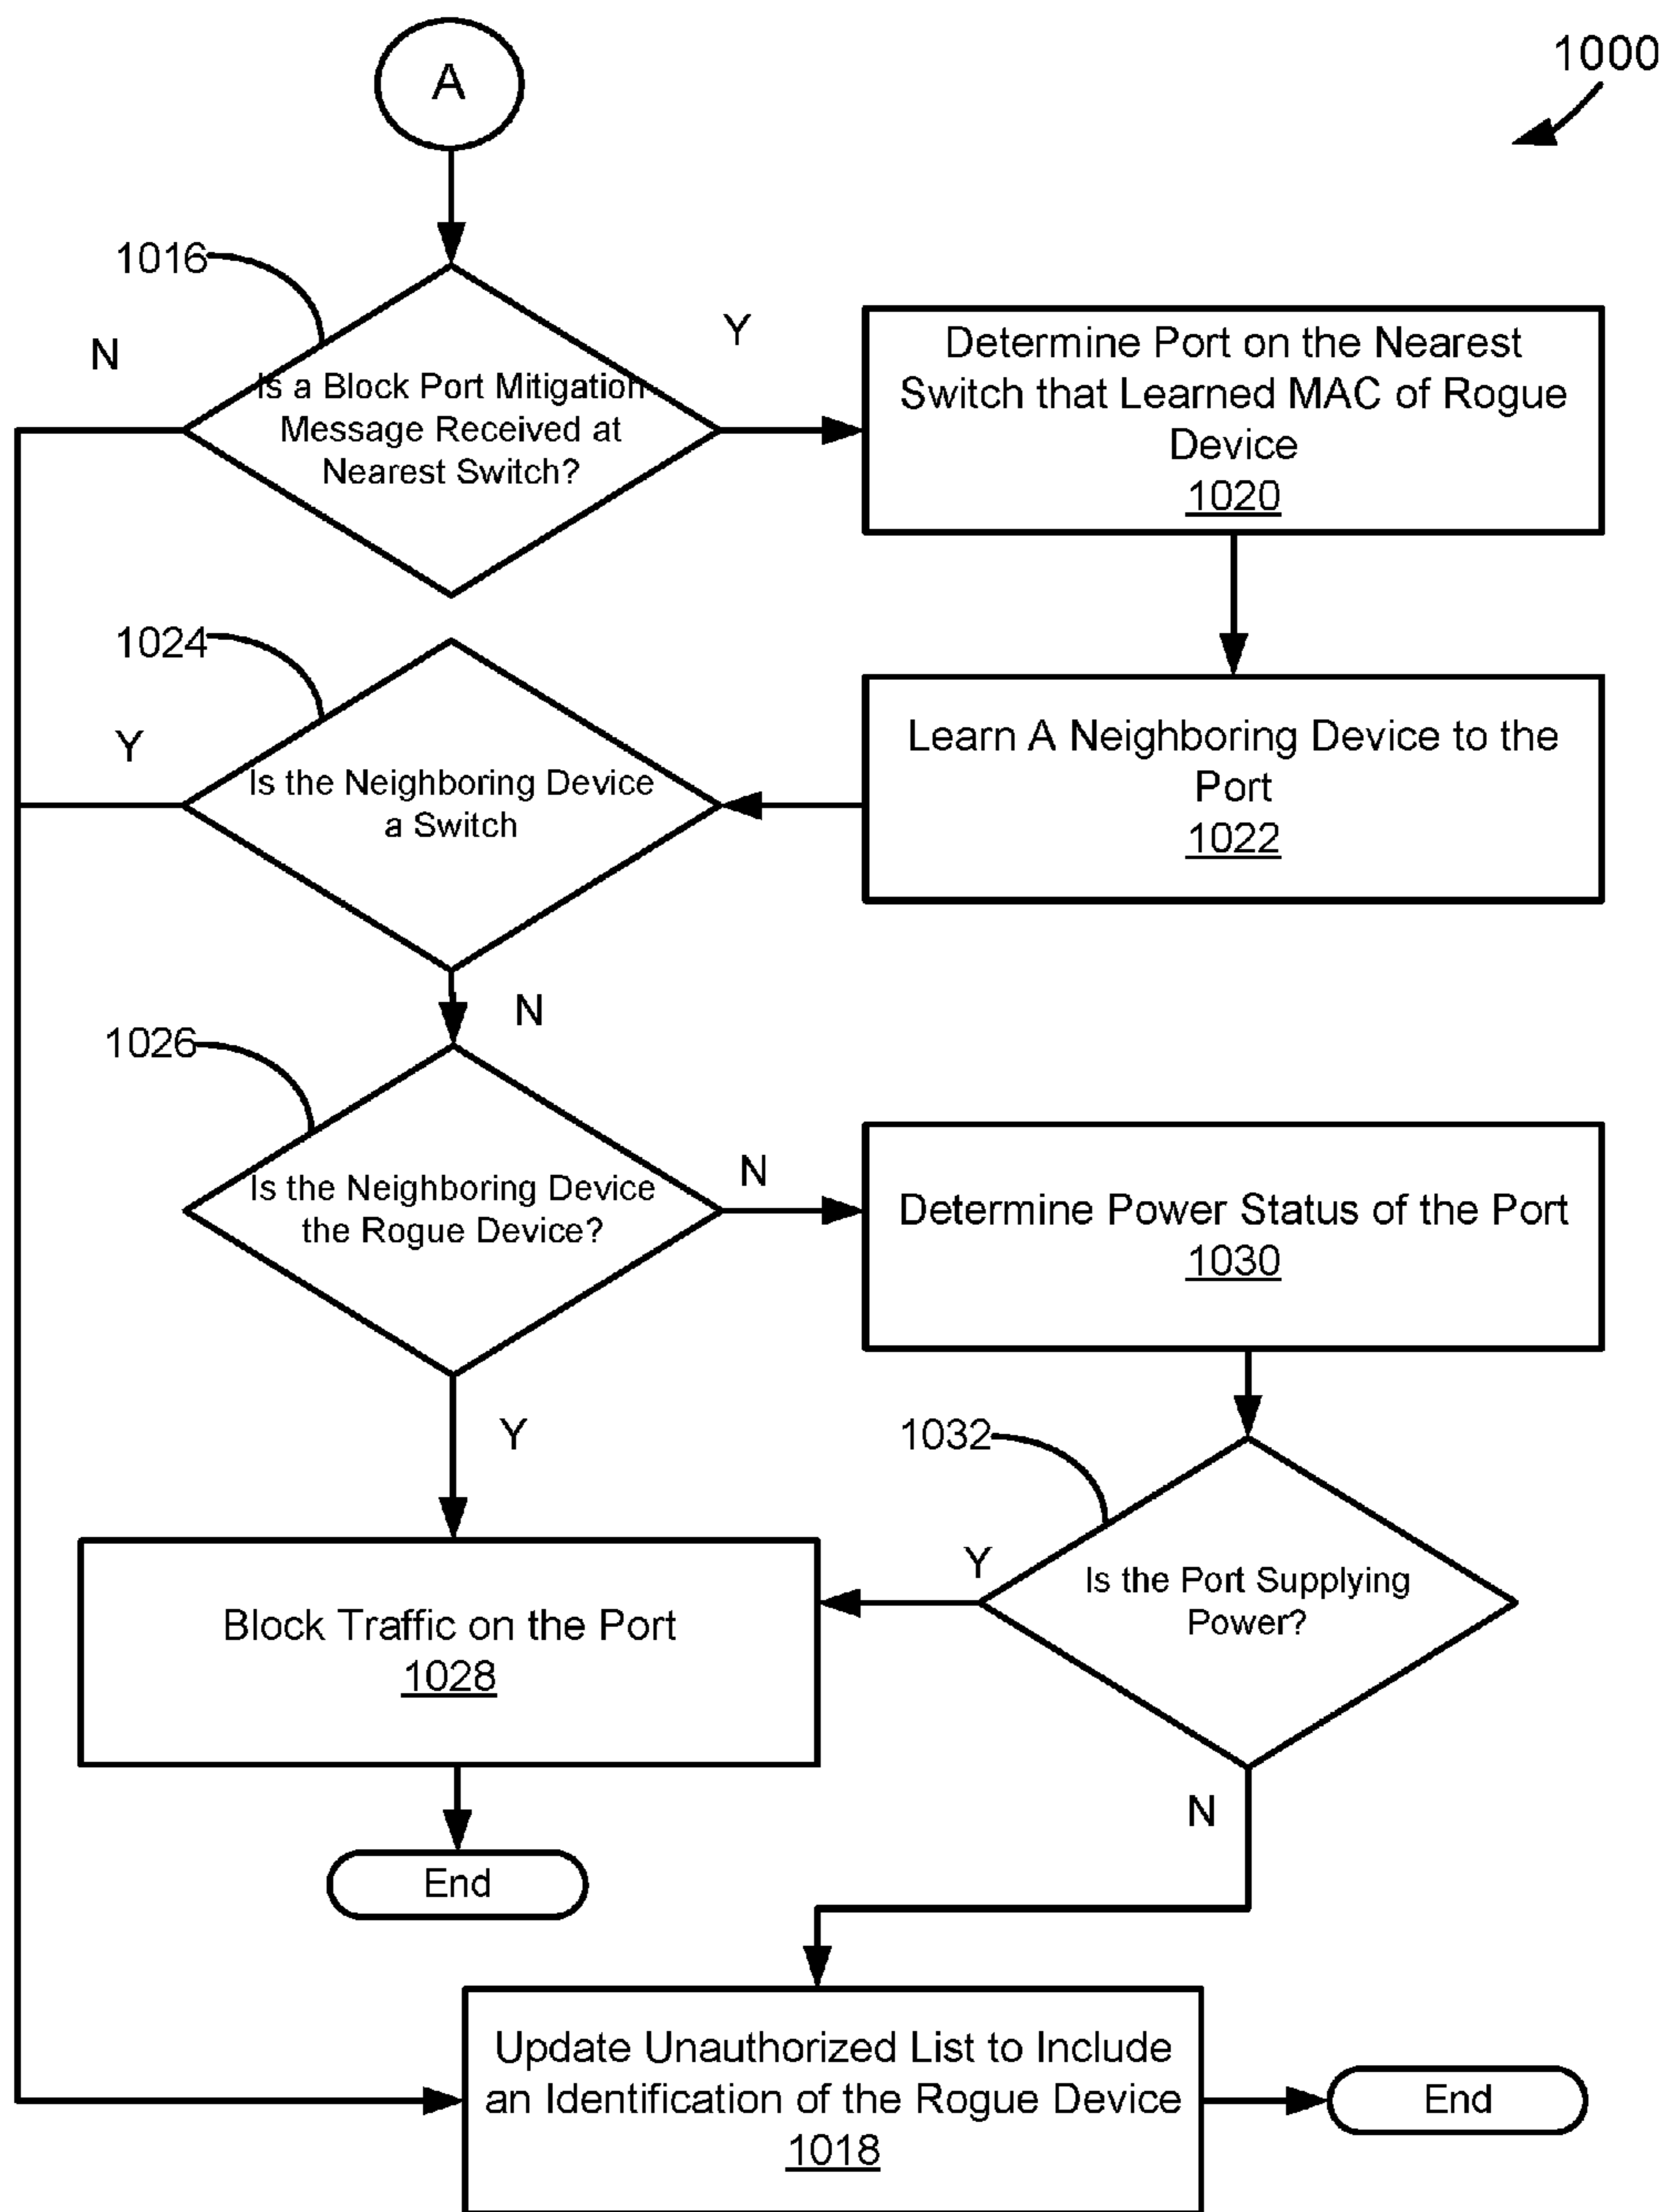 A
1000
1016
N
Is a Block Port Mitigation
Message Received at
Nearest Switch?
Y
Determine Port on the Nearest
Switch that Learned MAC of Rogue
Device
1020
1024
Y
Is the Neighboring Device
a Switch
Learn A Neighboring Device to the
Port
1022
N
1026
Is the Neighboring Device
the Rogue Device?
N
Determine Power Status of the Port
1030
Y
1032
Is the Port Supplying
Power?
Y
Block Traffic on the Port
1028
N
End
Update Unauthorized List to Include
an Identification of the Rogue Device
1018
End